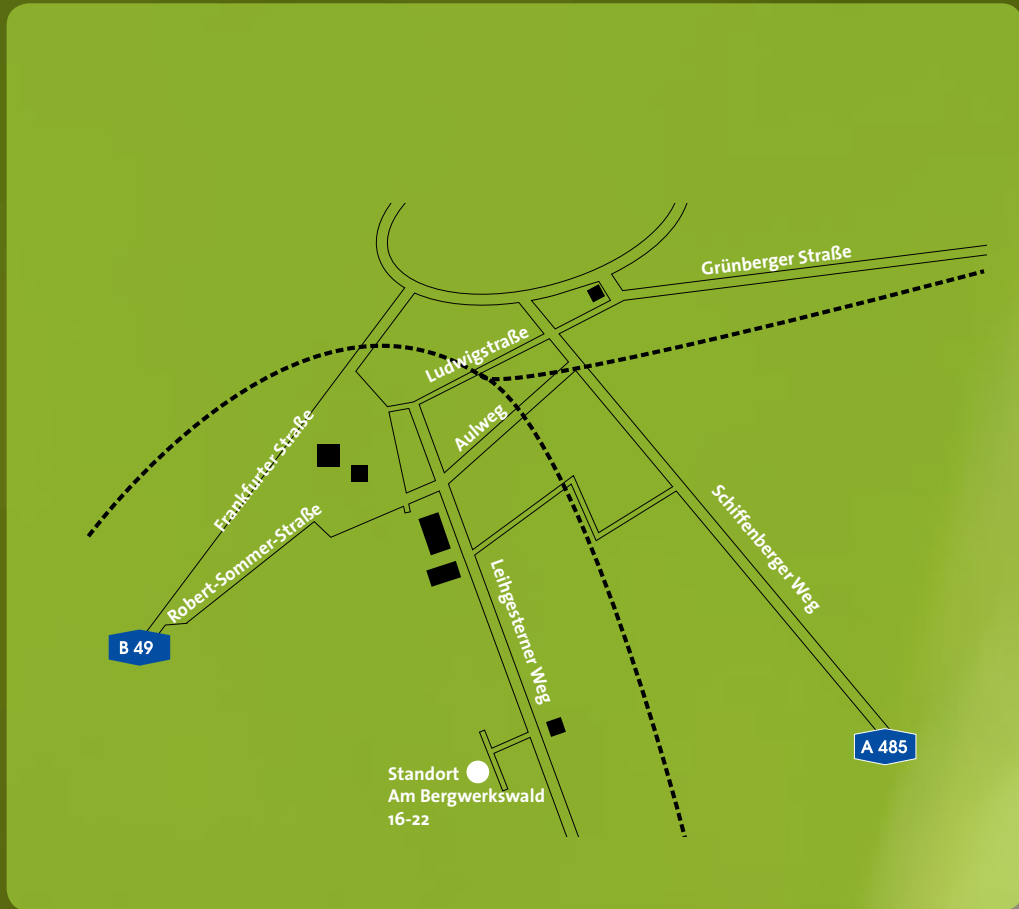 Grünberger Straße
Ludwigstraße
Aulweg
Frankfurter Straße
Robert-Sommer-Straße
Schiffenberger Weg
Leihgesterner Weg
B 49
A 485
Standort
Am Bergwerkswald
16-22